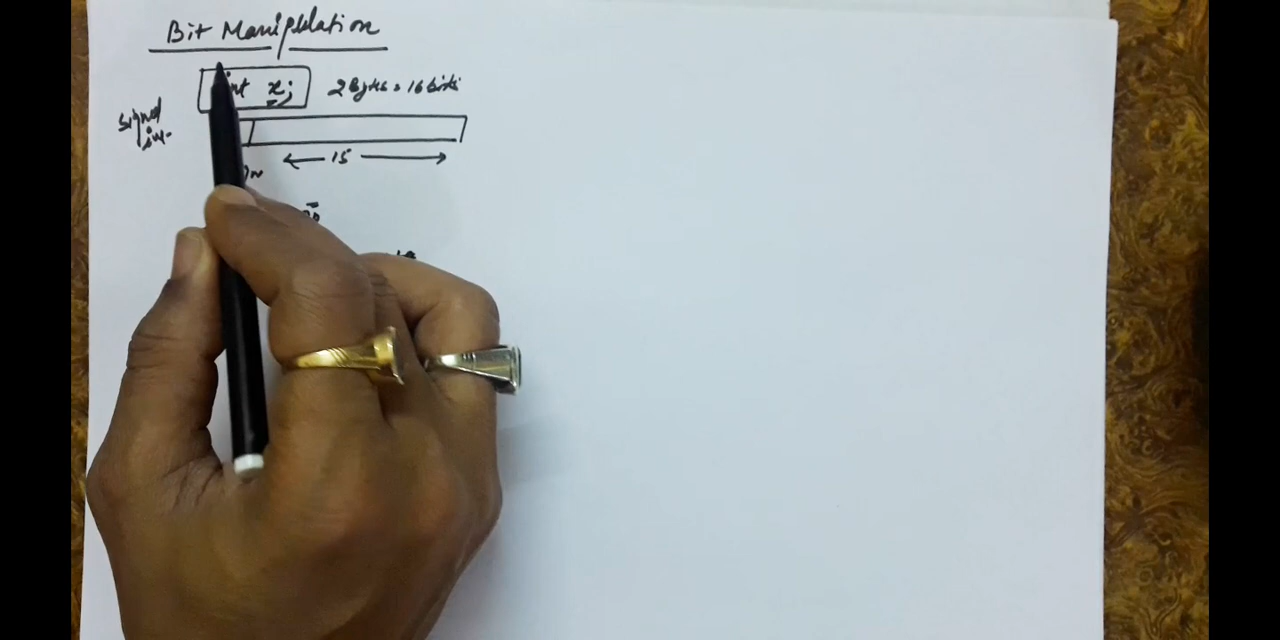 Bit Manipulation
int x; 2 Bytes = 16 bits
Signed
int
15